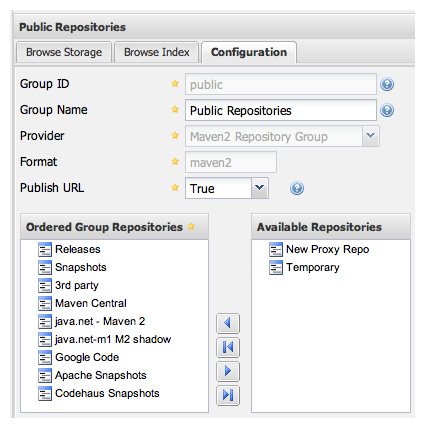 Public Repositories
Browse Storage Browse Index Configuration
Group ID public
Group Name Public Repositories
Provider Maven2 Repository Group
Format maven2
Publish URL True
Ordered Group Repositories
Releases
Snapshots
3rd party
Maven Central
java.net - Maven 2
java.net-m1 M2 shadow
Google Code
Apache Snapshots
Codehaus Snapshots
Available Repositories
New Proxy Repo
Temporary